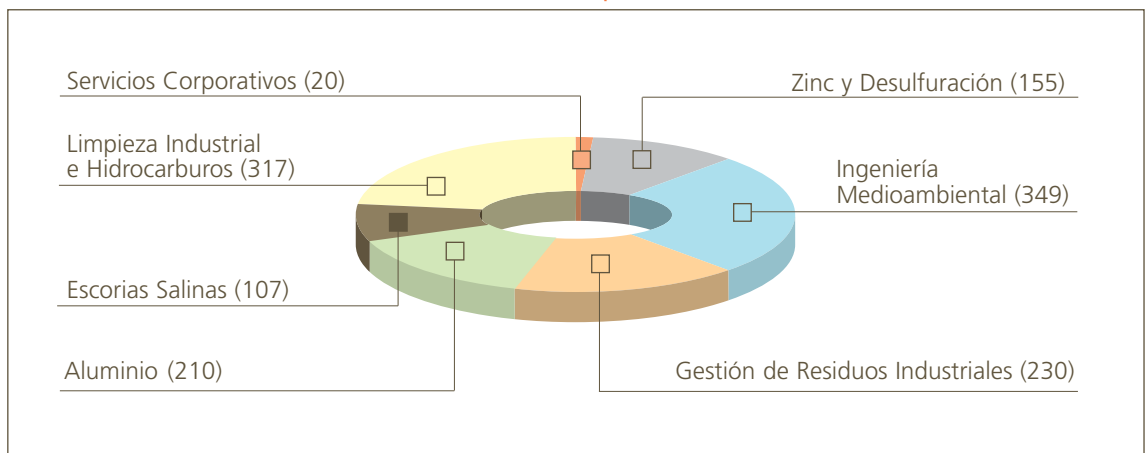 Servicios Corporativos (20)
Zinc y Desulfuración (155)
Limpieza Industrial
e Hidrocarburos (317)
Ingeniería
Medioambiental (349)
Escorias Salinas (107)
Aluminio (210)
Gestión de Residuos Industriales (230)